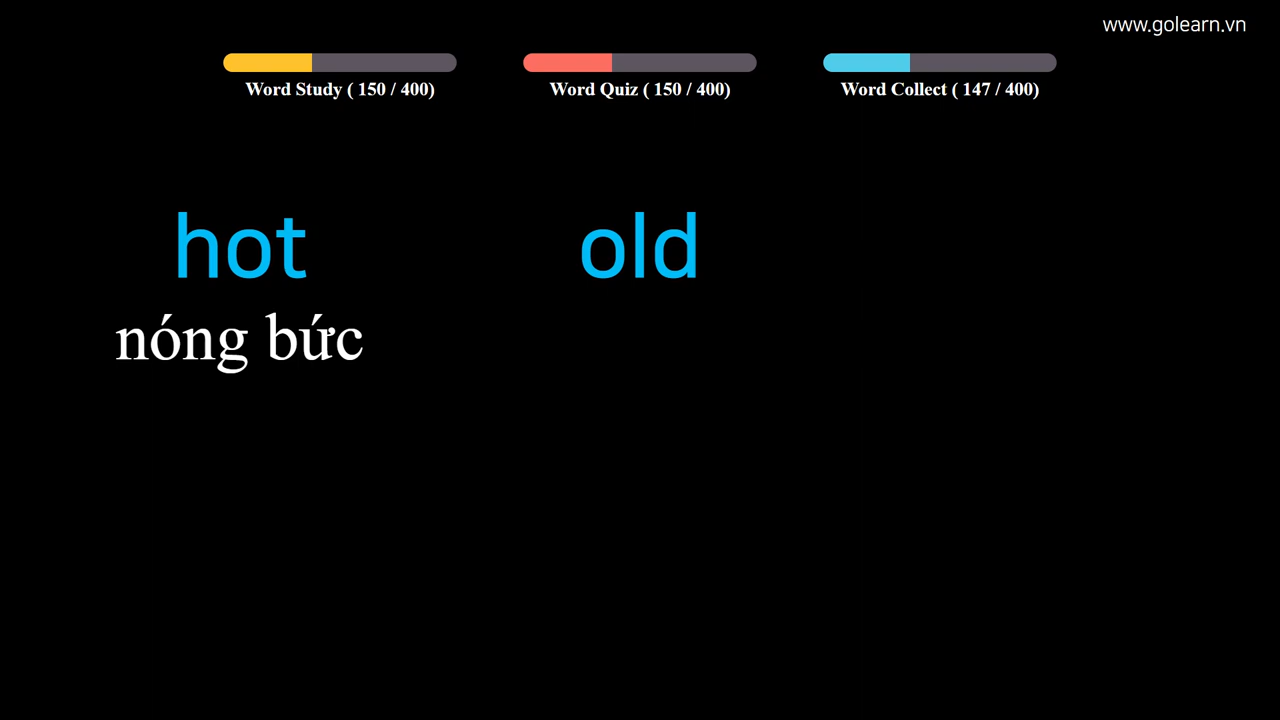 www.golearn.vn
Word Study ( 150 / 400)
Word Quiz ( 150 / 400)
Word Collect ( 147 / 400)
hot
nóng bức
old